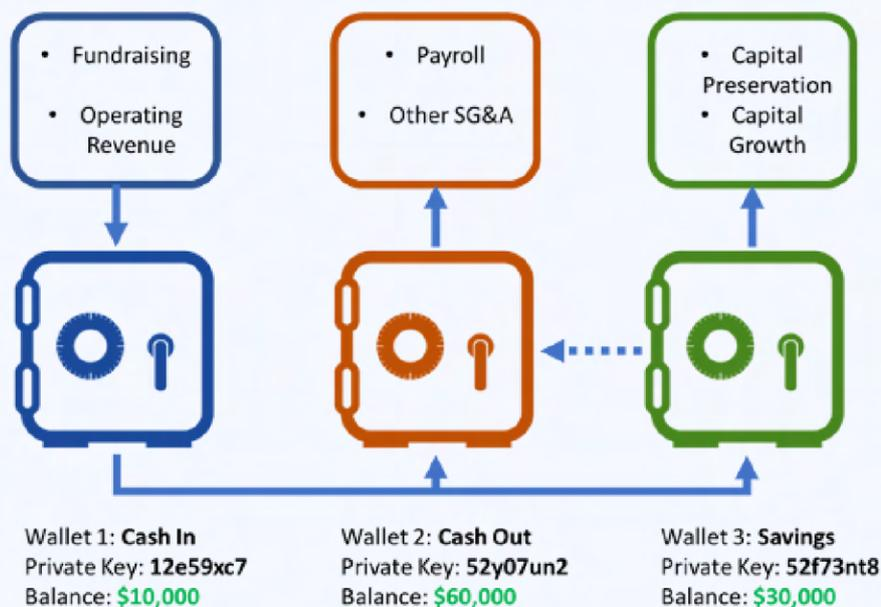 • Fundraising
• Operating
Revenue
• Payroll
• Other SG&A
• Capital
Preservation
• Capital
Growth
Wallet 1: Cash In
Private Key: 12e59xc7
Balance: $10,000
Wallet 2: Cash Out
Private Key: 52y07un2
Balance: $60,000
Wallet 3: Savings
Private Key: 52f73nt8
Balance: $30,000